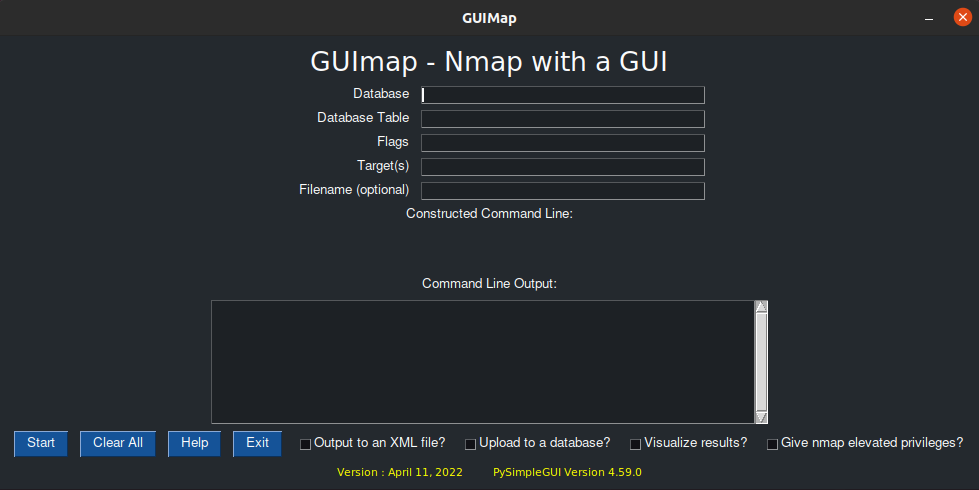 GUIMap
GUImap - Nmap with a GUI
Database
Database Table
Flags
Target(s)
Filename (optional)
Constructed Command Line:
Command Line Output:
Start Clear All Help Exit Output to an XML file? Upload to a database? Visualize results? Give nmap elevated privileges?
Version : April 11, 2022 PySimpleGUI Version 4.59.0